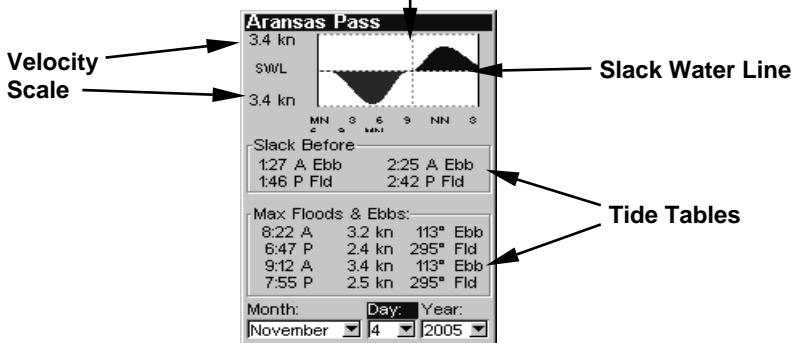 Aransas Pass
3.4 kn
SWL
3.4 kn
MN 3 6 9 NN 3
6 9 MN
Velocity
Scale
Slack Water Line
Slack Before
1:27 A Ebb 2:25 A Ebb
1:46 P Fld 2:42 P Fld
Max Floods & Ebbs:
8:22 A 3.2 kn 113° Ebb
6:47 P 2.4 kn 295° Fld
9:12 A 3.4 kn 113° Ebb
7:55 P 2.5 kn 295° Fld
Tide Tables
Month: Day: Year:
November 4 2005